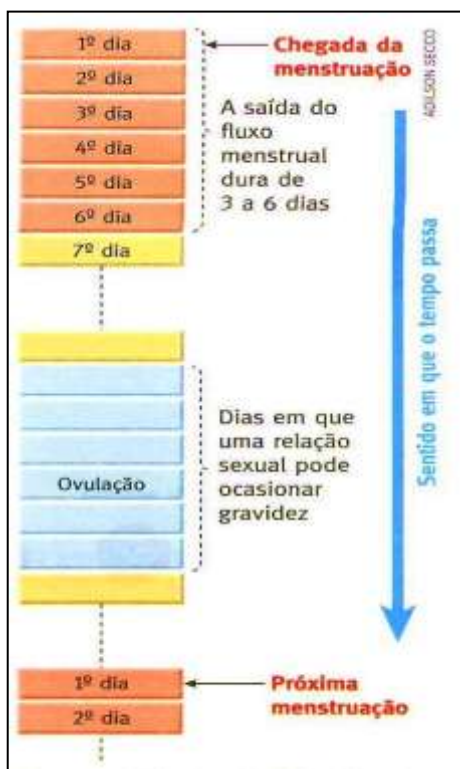 1º dia
2º dia
3º dia
4º dia
5º dia
6º dia
7º dia
Chegada da
menstruação
A saída do
fluxo
menstrual
dura de
3 a 6 dias
Ovulação
Dias em que
uma relação
sexual pode
ocasionar
gravidez
1º dia
2º dia
Próxima
menstruação
ADILSON SECCO
Sentido em que o tempo passa